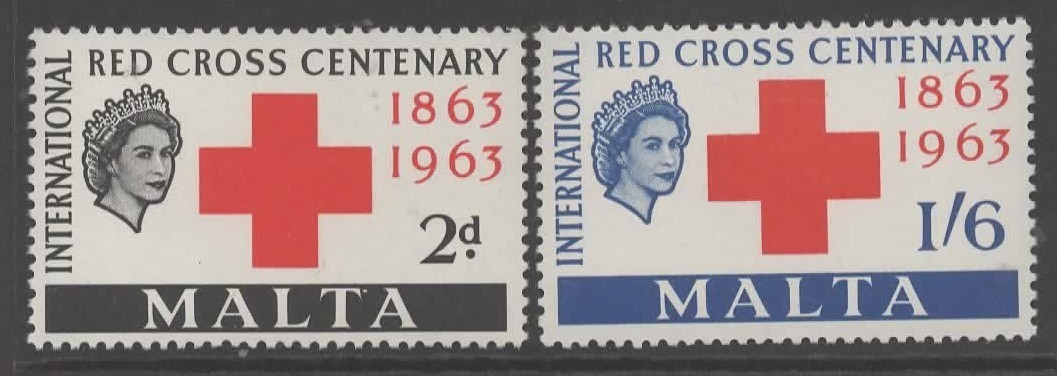 INTERNATIONAL
RED CROSS CENTENARY
1863
1963
2d.
MALTA
INTERNATIONAL
RED CROSS CENTENARY
1863
1963
1/6
MALTA